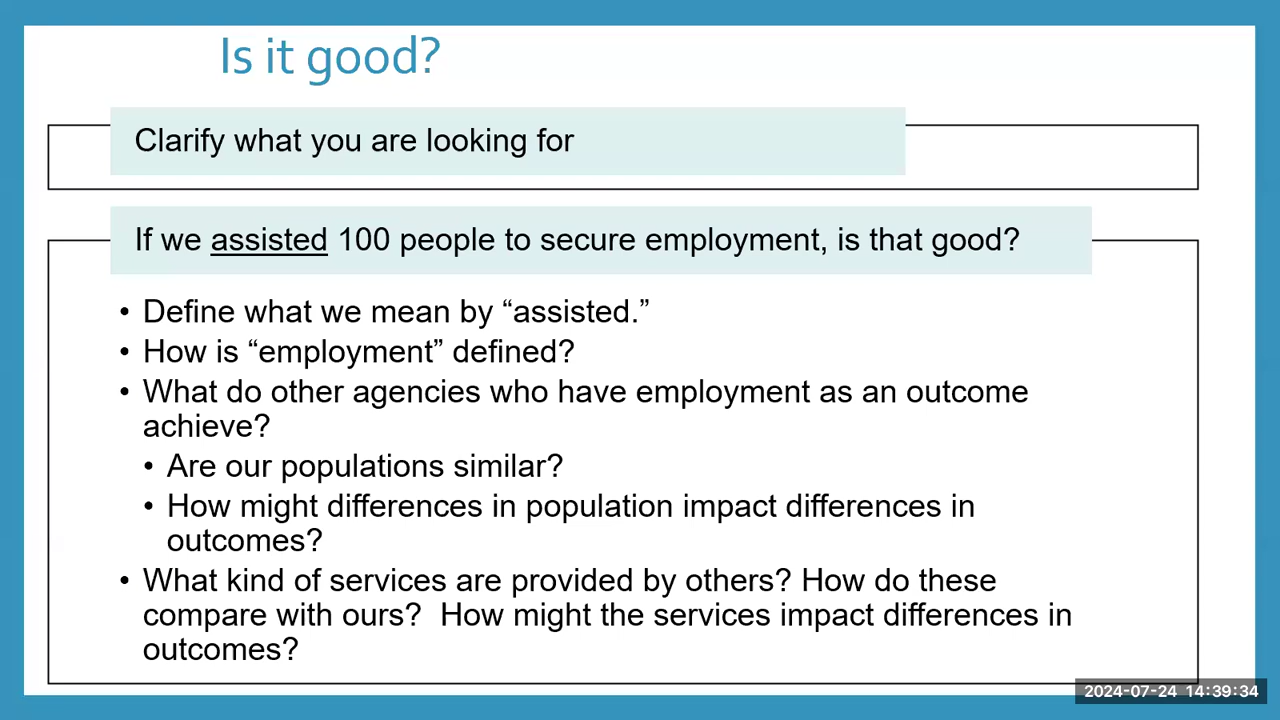 Is it good?
Clarify what you are looking for
If we assisted 100 people to secure employment, is that good?
• Define what we mean by “assisted.”
• How is “employment” defined?
• What do other agencies who have employment as an outcome
achieve?
• Are our populations similar?
• How might differences in population impact differences in
outcomes?
• What kind of services are provided by others? How do these
compare with ours?  How might the services impact differences in
outcomes?
2024-07-24 14:39:34